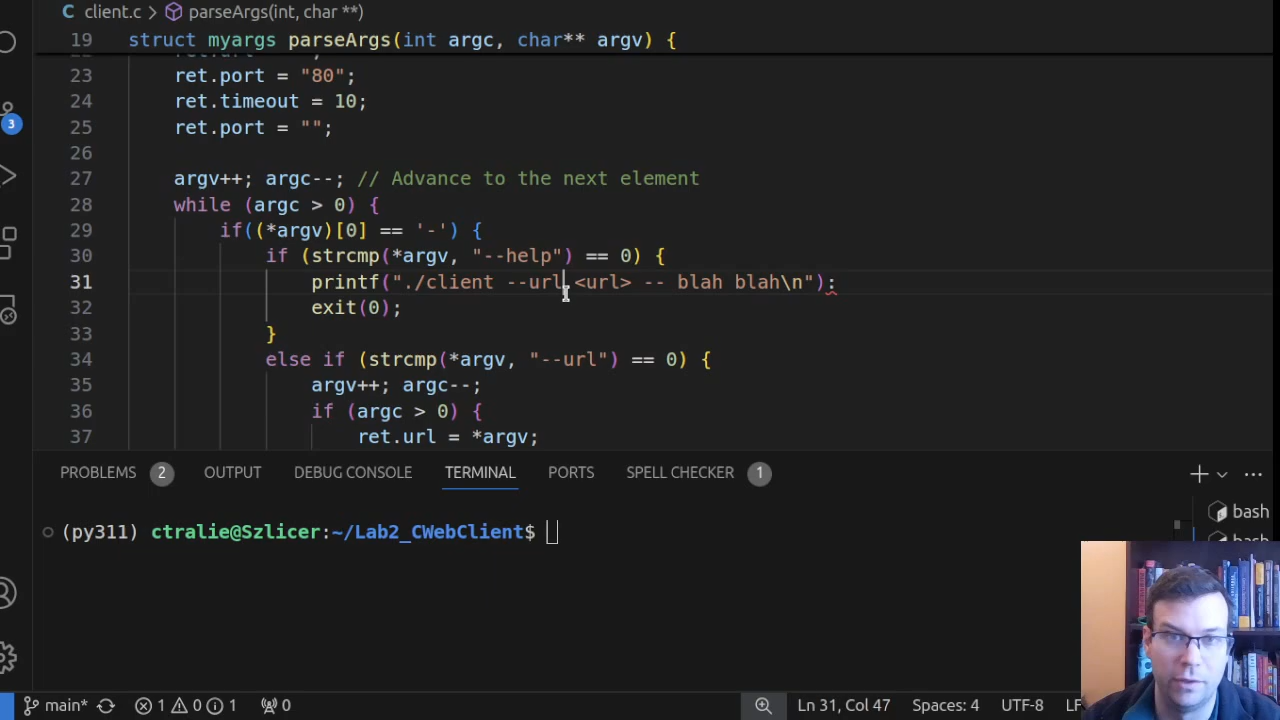 client.c > parseArgs(int, char **)
19 struct myargs parseArgs(int argc, char** argv) {
23 ret.port = "80";
24 ret.timeout = 10;
25 ret.port = "";
26
27 argv++; argc--; // Advance to the next element
28 while (argc > 0) {
29 if((*argv)[0] == '-') {
30 if (strcmp(*argv, "--help") == 0) {
31 printf("./client --url <url> -- blah blah\n"):
32 exit(0);
33 }
34 else if (strcmp(*argv, "--url") == 0) {
35 argv++; argc--;
36 if (argc > 0) {
37 ret.url = *argv;
3
PROBLEMS 2 OUTPUT DEBUG CONSOLE TERMINAL PORTS SPELL CHECKER 1
(py311) ctralie@Szlicer:~/Lab2_CWebClient$
bash
main* 1 0 1 0 Ln 31, Col 47 Spaces: 4 UTF-8 LF